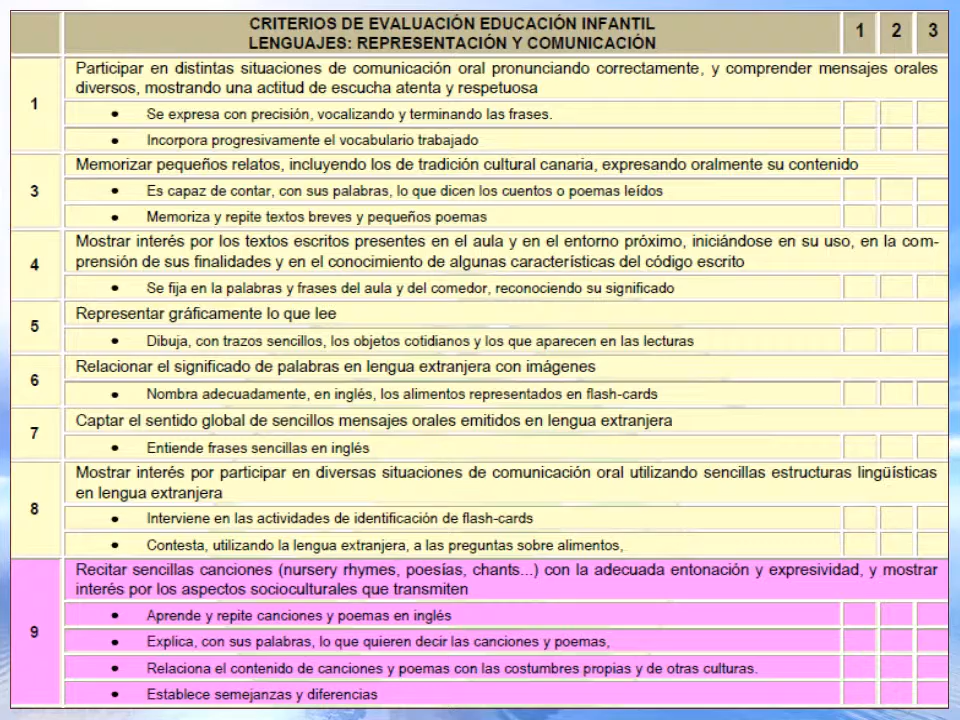 CRITERIOS DE EVALUACIÓN EDUCACIÓN INFANTIL
LENGUAJES: REPRESENTACIÓN Y COMUNICACIÓN
1 2 3
1
Participar en distintas situaciones de comunicación oral pronunciando correctamente, y comprender mensajes orales
diversos, mostrando una actitud de escucha atenta y respetuosa
• Se expresa con precisión, vocalizando y terminando las frases.
• Incorpora progresivamente el vocabulario trabajado
3
Memorizar pequeños relatos, incluyendo los de tradición cultural canaria, expresando oralmente su contenido
• Es capaz de contar, con sus palabras, lo que dicen los cuentos o poemas leídos
• Memoriza y repite textos breves y pequeños poemas
4
Mostrar interés por los textos escritos presentes en el aula y en el entorno próximo, iniciándose en su uso, en la com-
prensión de sus finalidades y en el conocimiento de algunas características del código escrito
• Se fija en la palabras y frases del aula y del comedor, reconociendo su significado
5
Representar gráficamente lo que lee
• Dibuja, con trazos sencillos, los objetos cotidianos y los que aparecen en las lecturas
6
Relacionar el significado de palabras en lengua extranjera con imágenes
• Nombra adecuadamente, en inglés, los alimentos representados en flash-cards
7
Captar el sentido global de sencillos mensajes orales emitidos en lengua extranjera
• Entiende frases sencillas en inglés
8
Mostrar interés por participar en diversas situaciones de comunicación oral utilizando sencillas estructuras lingüísticas
en lengua extranjera
• Interviene en las actividades de identificación de flash-cards
• Contesta, utilizando la lengua extranjera, a las preguntas sobre alimentos,
9
Recitar sencillas canciones (nursery rhymes, poesías, chants...) con la adecuada entonación y expresividad, y mostrar
interés por los aspectos socioculturales que transmiten
• Aprende y repite canciones y poemas en inglés
• Explica, con sus palabras, lo que quieren decir las canciones y poemas,
• Relaciona el contenido de canciones y poemas con las costumbres propias y de otras culturas.
• Establece semejanzas y diferencias